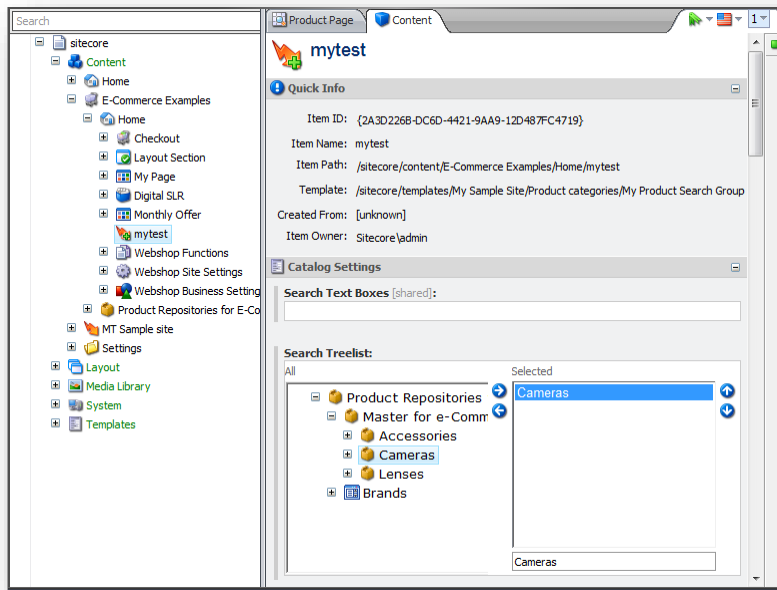 Search
sitecore
Content
Home
E-Commerce Examples
Home
Checkout
Layout Section
My Page
Digital SLR
Monthly Offer
mytest
Webshop Functions
Webshop Site Settings
Webshop Business Setting
Product Repositories for E-Co
MT Sample site
Settings
Layout
Media Library
System
Templates
Product Page
Content
1
mytest
Quick Info
Item ID: {2A3D226B-DC6D-4421-9AA9-12D487FC4719}
Item Name: mytest
Item Path: /sitecore/content/E-Commerce Examples/Home/mytest
Template: /sitecore/templates/My Sample Site/Product categories/My Product Search Group
Created From: [unknown]
Item Owner: Sitecore\admin
Catalog Settings
Search Text Boxes [shared]:
Search Treelist:
All
Selected
Product Repositories
Master for e-Comm
Accessories
Cameras
Lenses
Brands
Cameras
Cameras